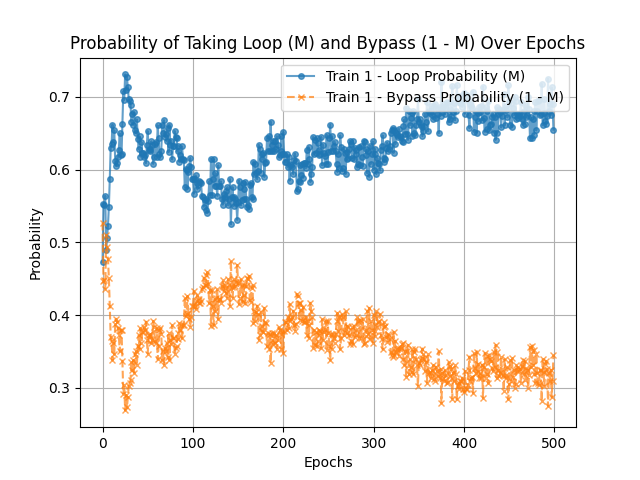 Probability of Taking Loop (M) and Bypass (1 - M) Over Epochs
Train 1 - Loop Probability (M)
Train 1 - Bypass Probability (1 - M)
0.7
0.6
0.5
0.4
0.3
Probability
0
100
200
300
400
500
Epochs